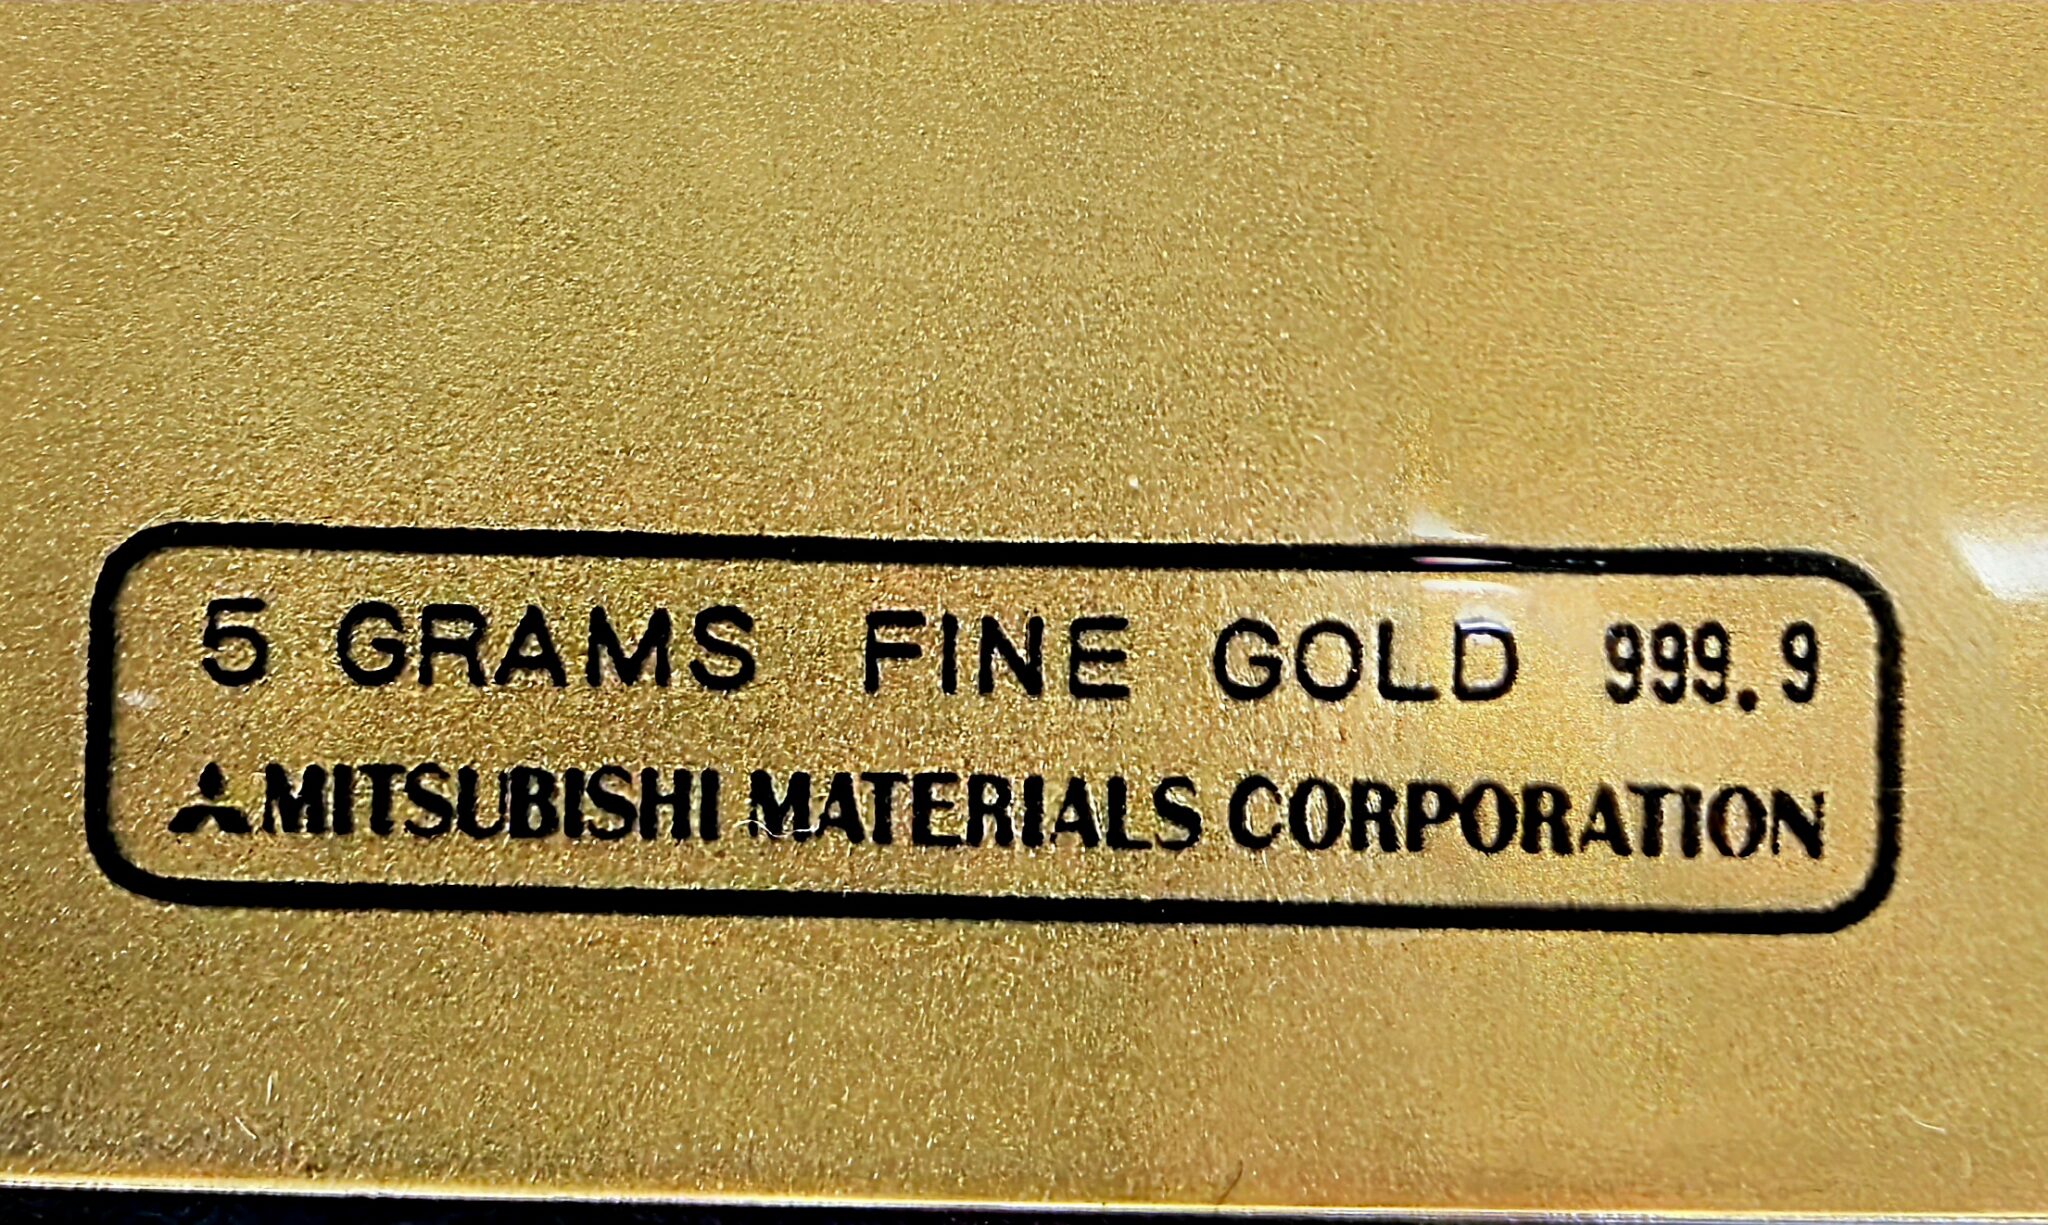 5 GRAMS FINE GOLD 999.9
MITSUBISHI MATERIALS CORPORATION